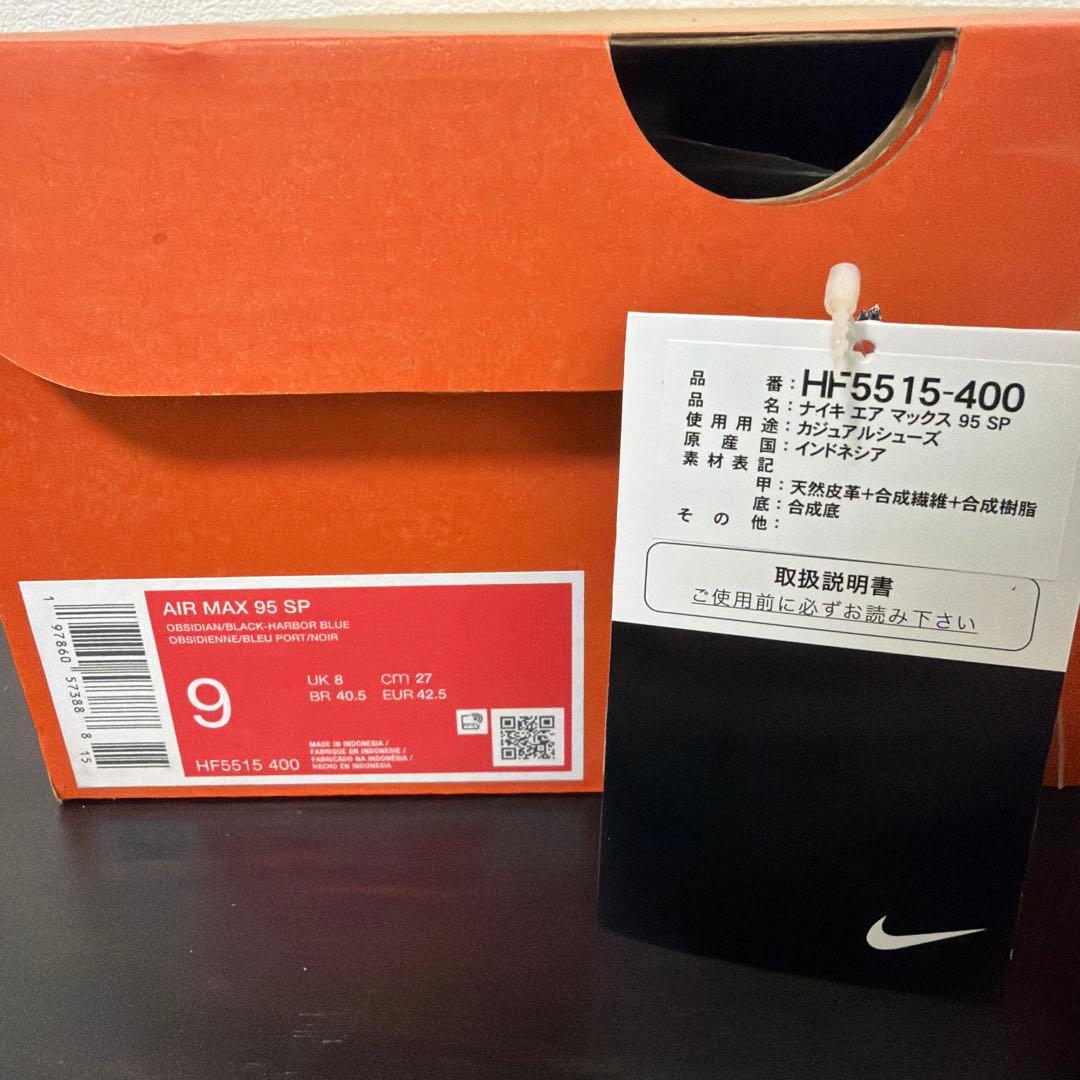 AIR MAX 95 SP
OBSIDIAN/BLACK-HARBOR BLUE
OBSIDIENNE/BLEU PORT/NOIR
9
UK 8 cm 27
BR 40.5 EUR 42.5
MADE IN INDONESIA /
FABRIQUE EN INDONESIE /
FABRICADO NA INDONÉSIA /
HECHO EN INDONESIA
HF5515 400
1 97860 57388 8 15
品番:HF5515-400
品名:ナイキ エア マックス 95 SP
使用用途:カジュアルシューズ
原産国:インドネシア
素材表記
甲:天然皮革+合成繊維+合成樹脂
底:合成底
その他:
取扱説明書
ご使用前に必ずお読み下さい